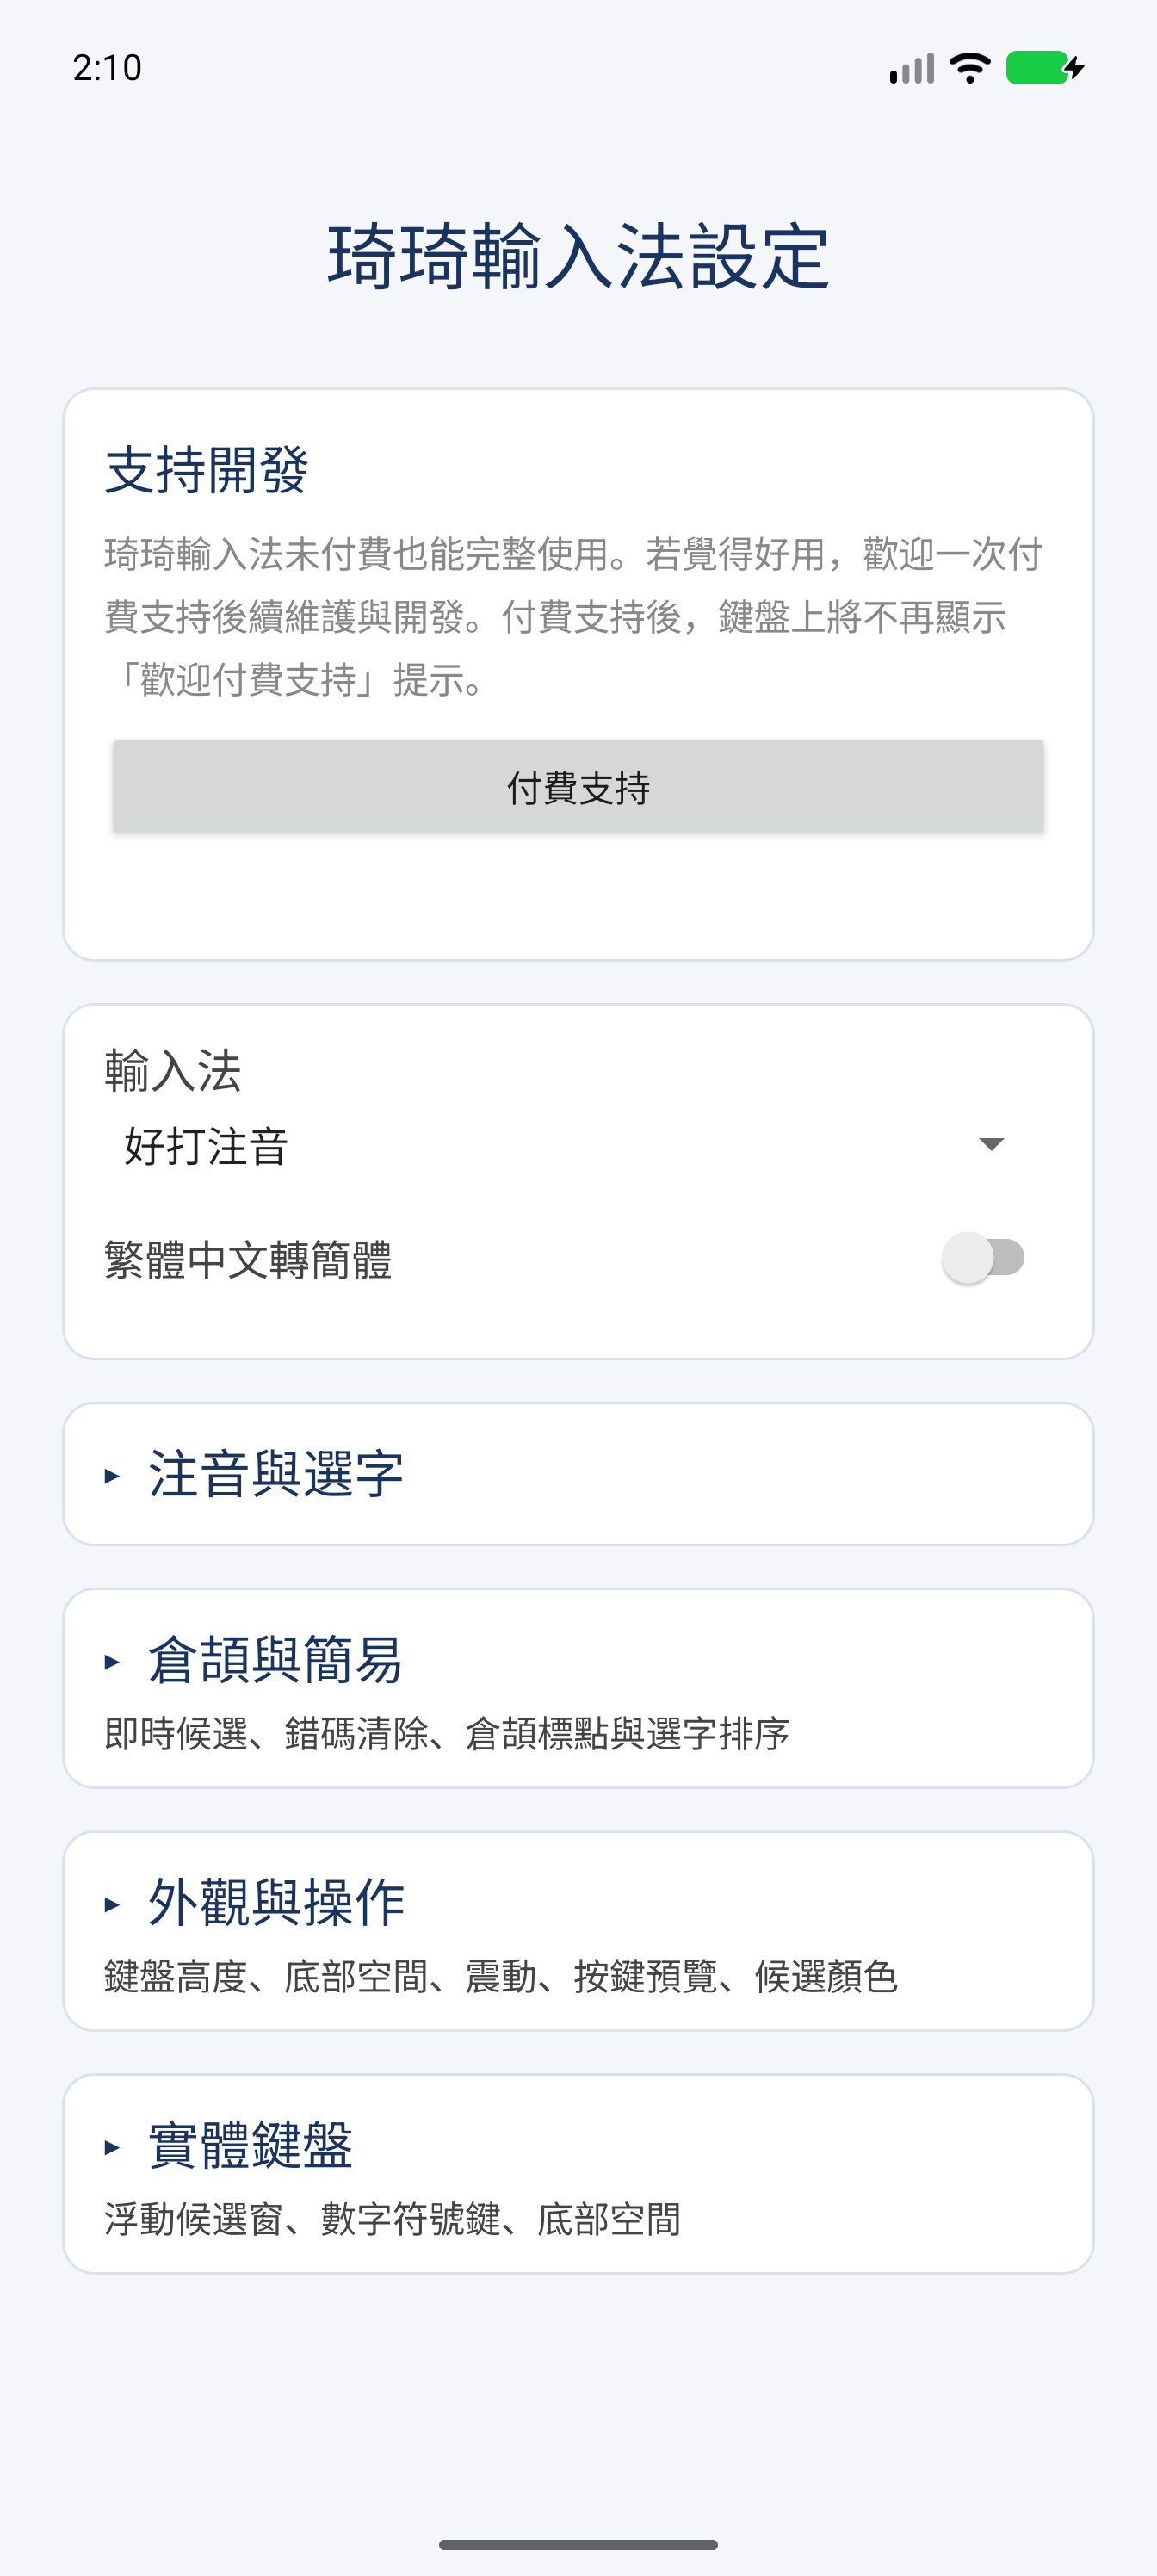 2:10
琦琦輸入法設定
支持開發
琦琦輸入法未付費也能完整使用。若覺得好用，歡迎一次付
費支持後續維護與開發。付費支持後，鍵盤上將不再顯示
「歡迎付費支持」提示。
付費支持
輸入法
好打注音
繁體中文轉簡體
▸ 注音與選字
▸ 倉頡與簡易
即時候選、錯碼清除、倉頡標點與選字排序
▸ 外觀與操作
鍵盤高度、底部空間、震動、按鍵預覽、候選顏色
▸ 實體鍵盤
浮動候選窗、數字符號鍵、底部空間